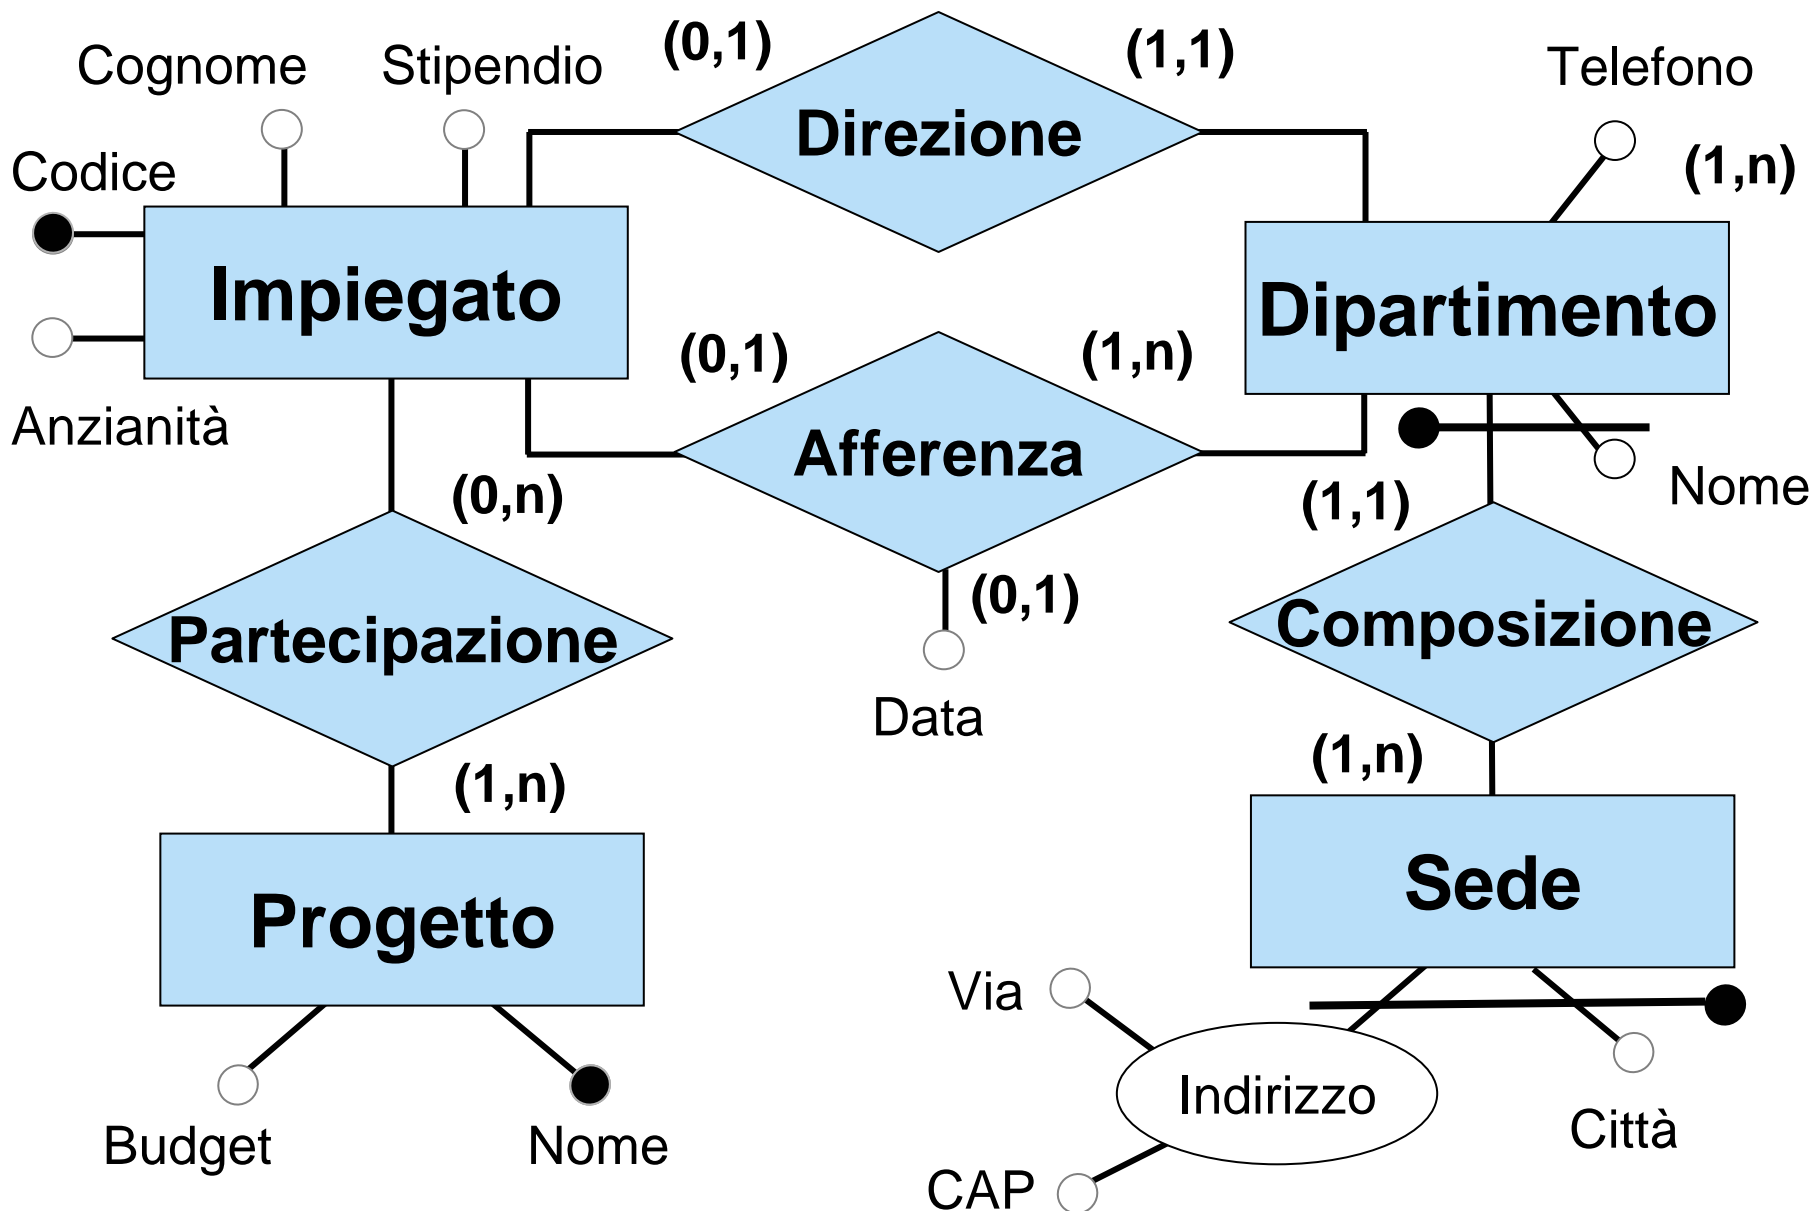 (0,1)
(1,1)
Cognome
Stipendio
Telefono
Direzione
Codice
(1,n)
Impiegato
Dipartimento
(0,1)
(1,n)
Anzianità
Afferenza
(0,n)
(1,1)
Nome
(0,1)
Partecipazione
Composizione
Data
(1,n)
(1,n)
Progetto
Sede
Via
Indirizzo
Budget
Nome
Città
CAP